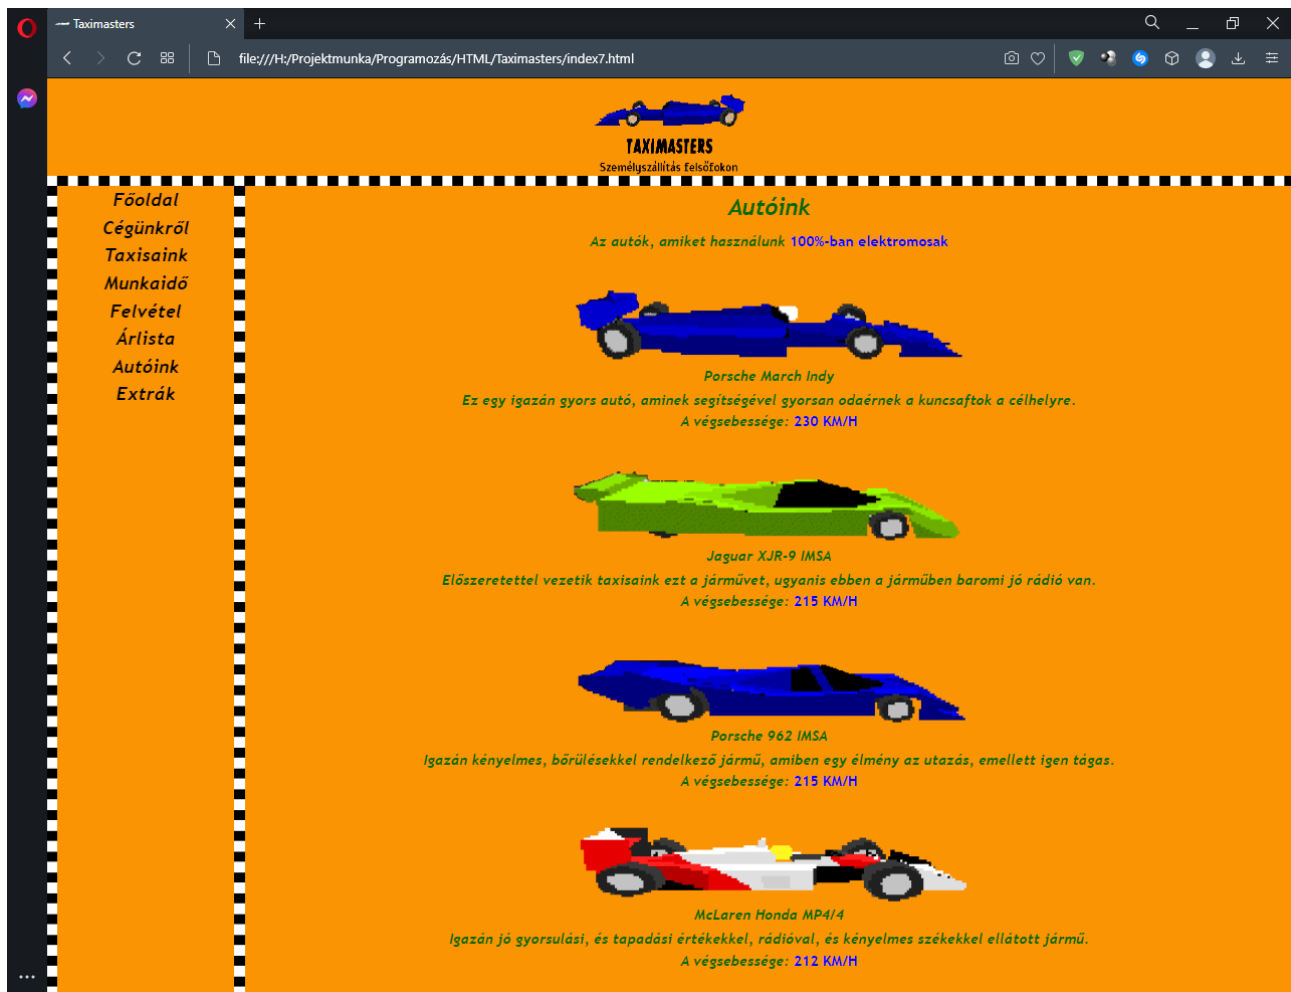 Taximasters
file:///H:/Projektmunka/Programozás/HTML/Taximasters/index7.html
TAXIMASTERS
Személyszállítás felsőfokon
Főoldal
Cégünkről
Taxisaink
Munkaidő
Felvétel
Árlista
Autóink
Extrák
Autóink
Az autók, amiket használunk 100%-ban elektromosak
Porsche March Indy
Ez egy igazán gyors autó, aminek segítségével gyorsan odaérnek a kuncsaftok a célhelyre.
A végsebessége: 230 KM/H
Jaguar XJR-9 IMSA
Előszeretettel vezetik taxisaink ezt a járművet, ugyanis ebben a járműben baromi jó rádió van.
A végsebessége: 215 KM/H
Porsche 962 IMSA
Igazán kényelmes, bőrülésekkel rendelkező jármű, amiben egy élmény az utazás, emellett igen tágas.
A végsebessége: 215 KM/H
McLaren Honda MP4/4
Igazán jó gyorsulási, és tapadási értékekkel, rádióval, és kényelmes székekkel ellátott jármű.
A végsebessége: 212 KM/H